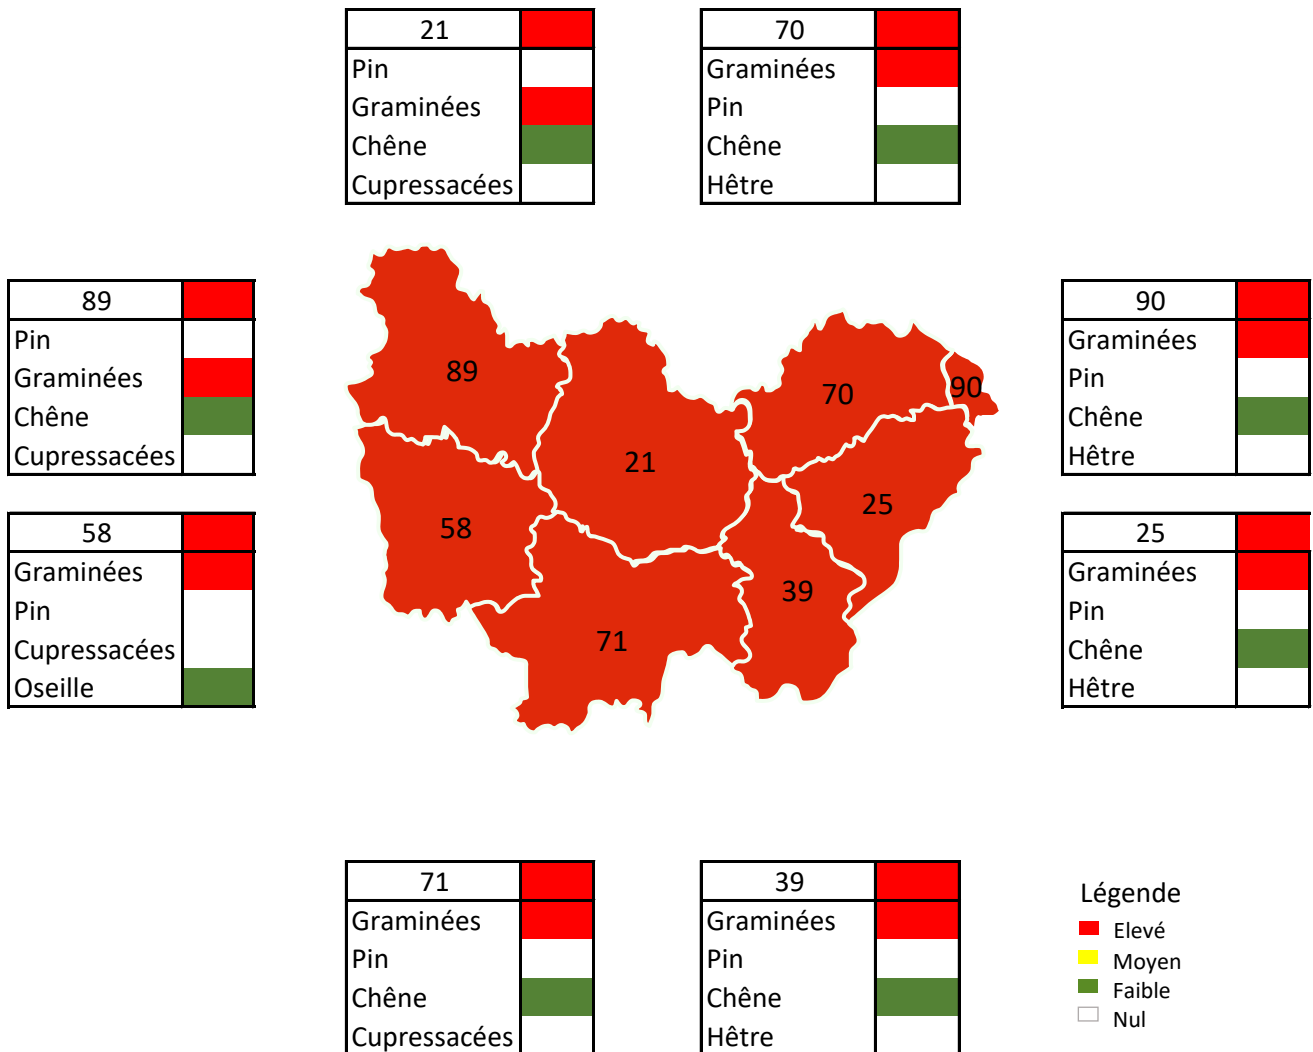 21
Pin
Graminées
Chêne
Cupressacées
70
Graminées
Pin
Chêne
Hêtre
89
Pin
Graminées
Chêne
Cupressacées
58
Graminées
Pin
Cupressacées
Oseille
89
70
90
21
25
58
39
71
90
Graminées
Pin
Chêne
Hêtre
25
Graminées
Pin
Chêne
Hêtre
71
Graminées
Pin
Chêne
Cupressacées
39
Graminées
Pin
Chêne
Hêtre
Légende
Elevé
Moyen
Faible
Nul